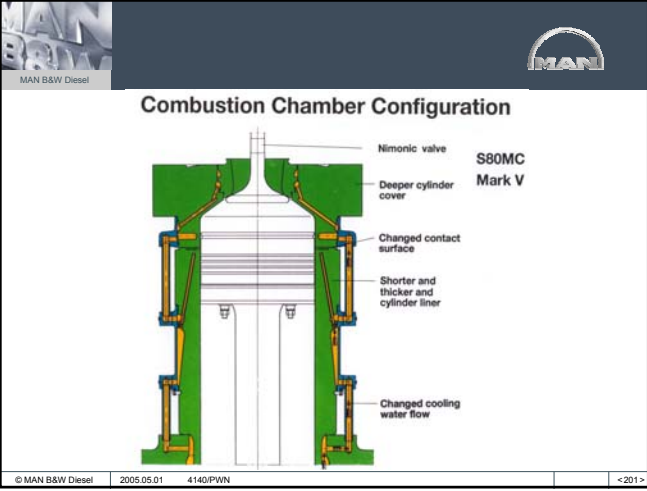 MAN
B&W
MAN B&W Diesel
MAN
Combustion Chamber Configuration
Nimonic valve
S80MC
Mark V
Deeper cylinder
cover
Changed contact
surface
Shorter and
thicker and
cylinder liner
Changed cooling
water flow
© MAN B&W Diesel 2005.05.01 4140/PWN <201>